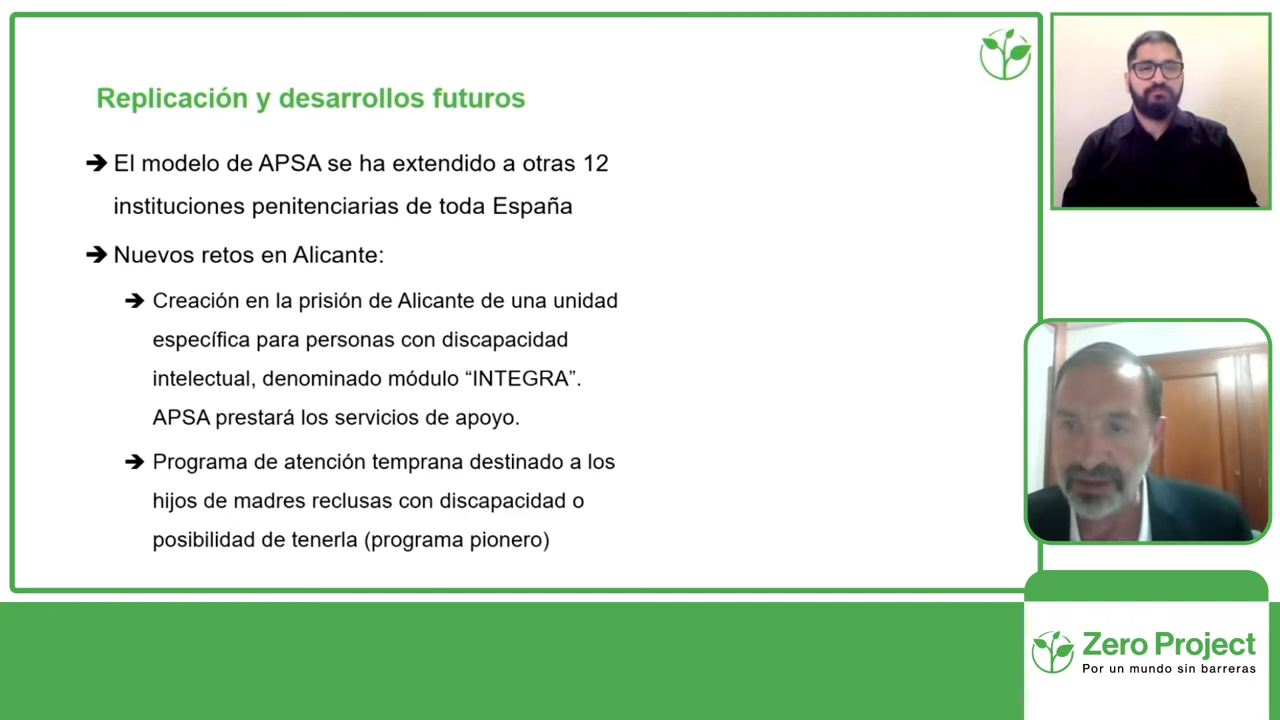 Replicación y desarrollos futuros
➔ El modelo de APSA se ha extendido a otras 12
instituciones penitenciarias de toda España
➔ Nuevos retos en Alicante:
➔ Creación en la prisión de Alicante de una unidad
específica para personas con discapacidad
intelectual, denominado módulo “INTEGRA”.
APSA prestará los servicios de apoyo.
➔ Programa de atención temprana destinado a los
hijos de madres reclusas con discapacidad o
posibilidad de tenerla (programa pionero)
Zero Project
Por un mundo sin barreras